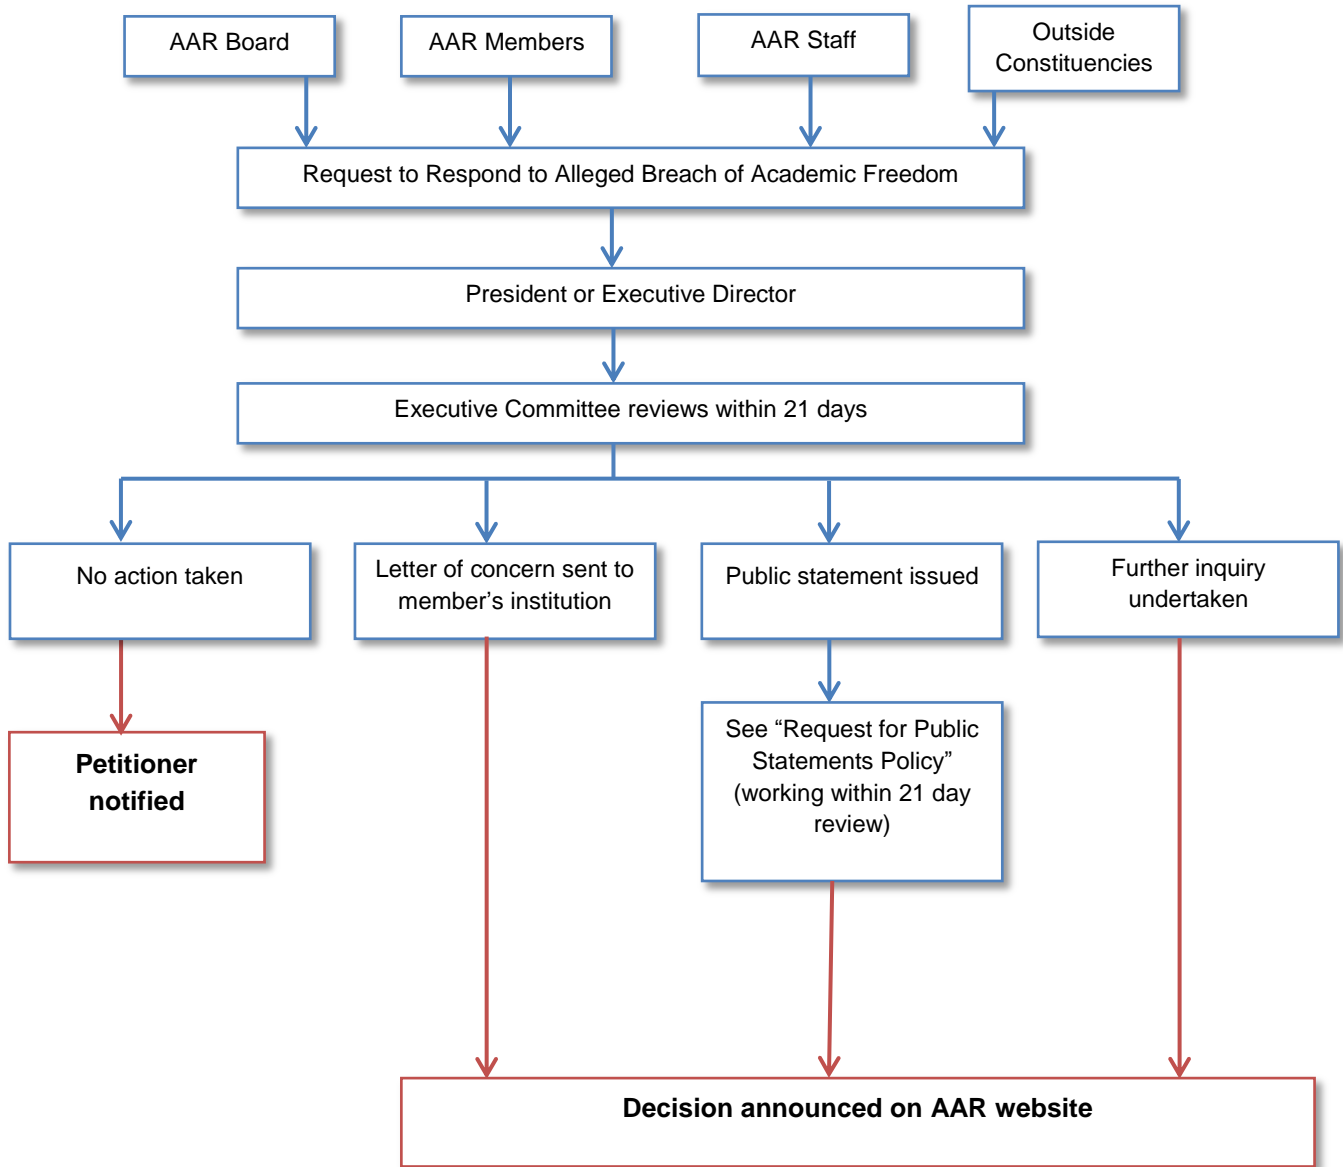 AAR Board
AAR Members
AAR Staff
Outside
Constituencies
Request to Respond to Alleged Breach of Academic Freedom
President or Executive Director
Executive Committee reviews within 21 days
No action taken
Letter of concern sent to
member’s institution
Public statement issued
Further inquiry
undertaken
Petitioner
notified
See “Request for Public
Statements Policy”
(working within 21 day
review)
Decision announced on AAR website